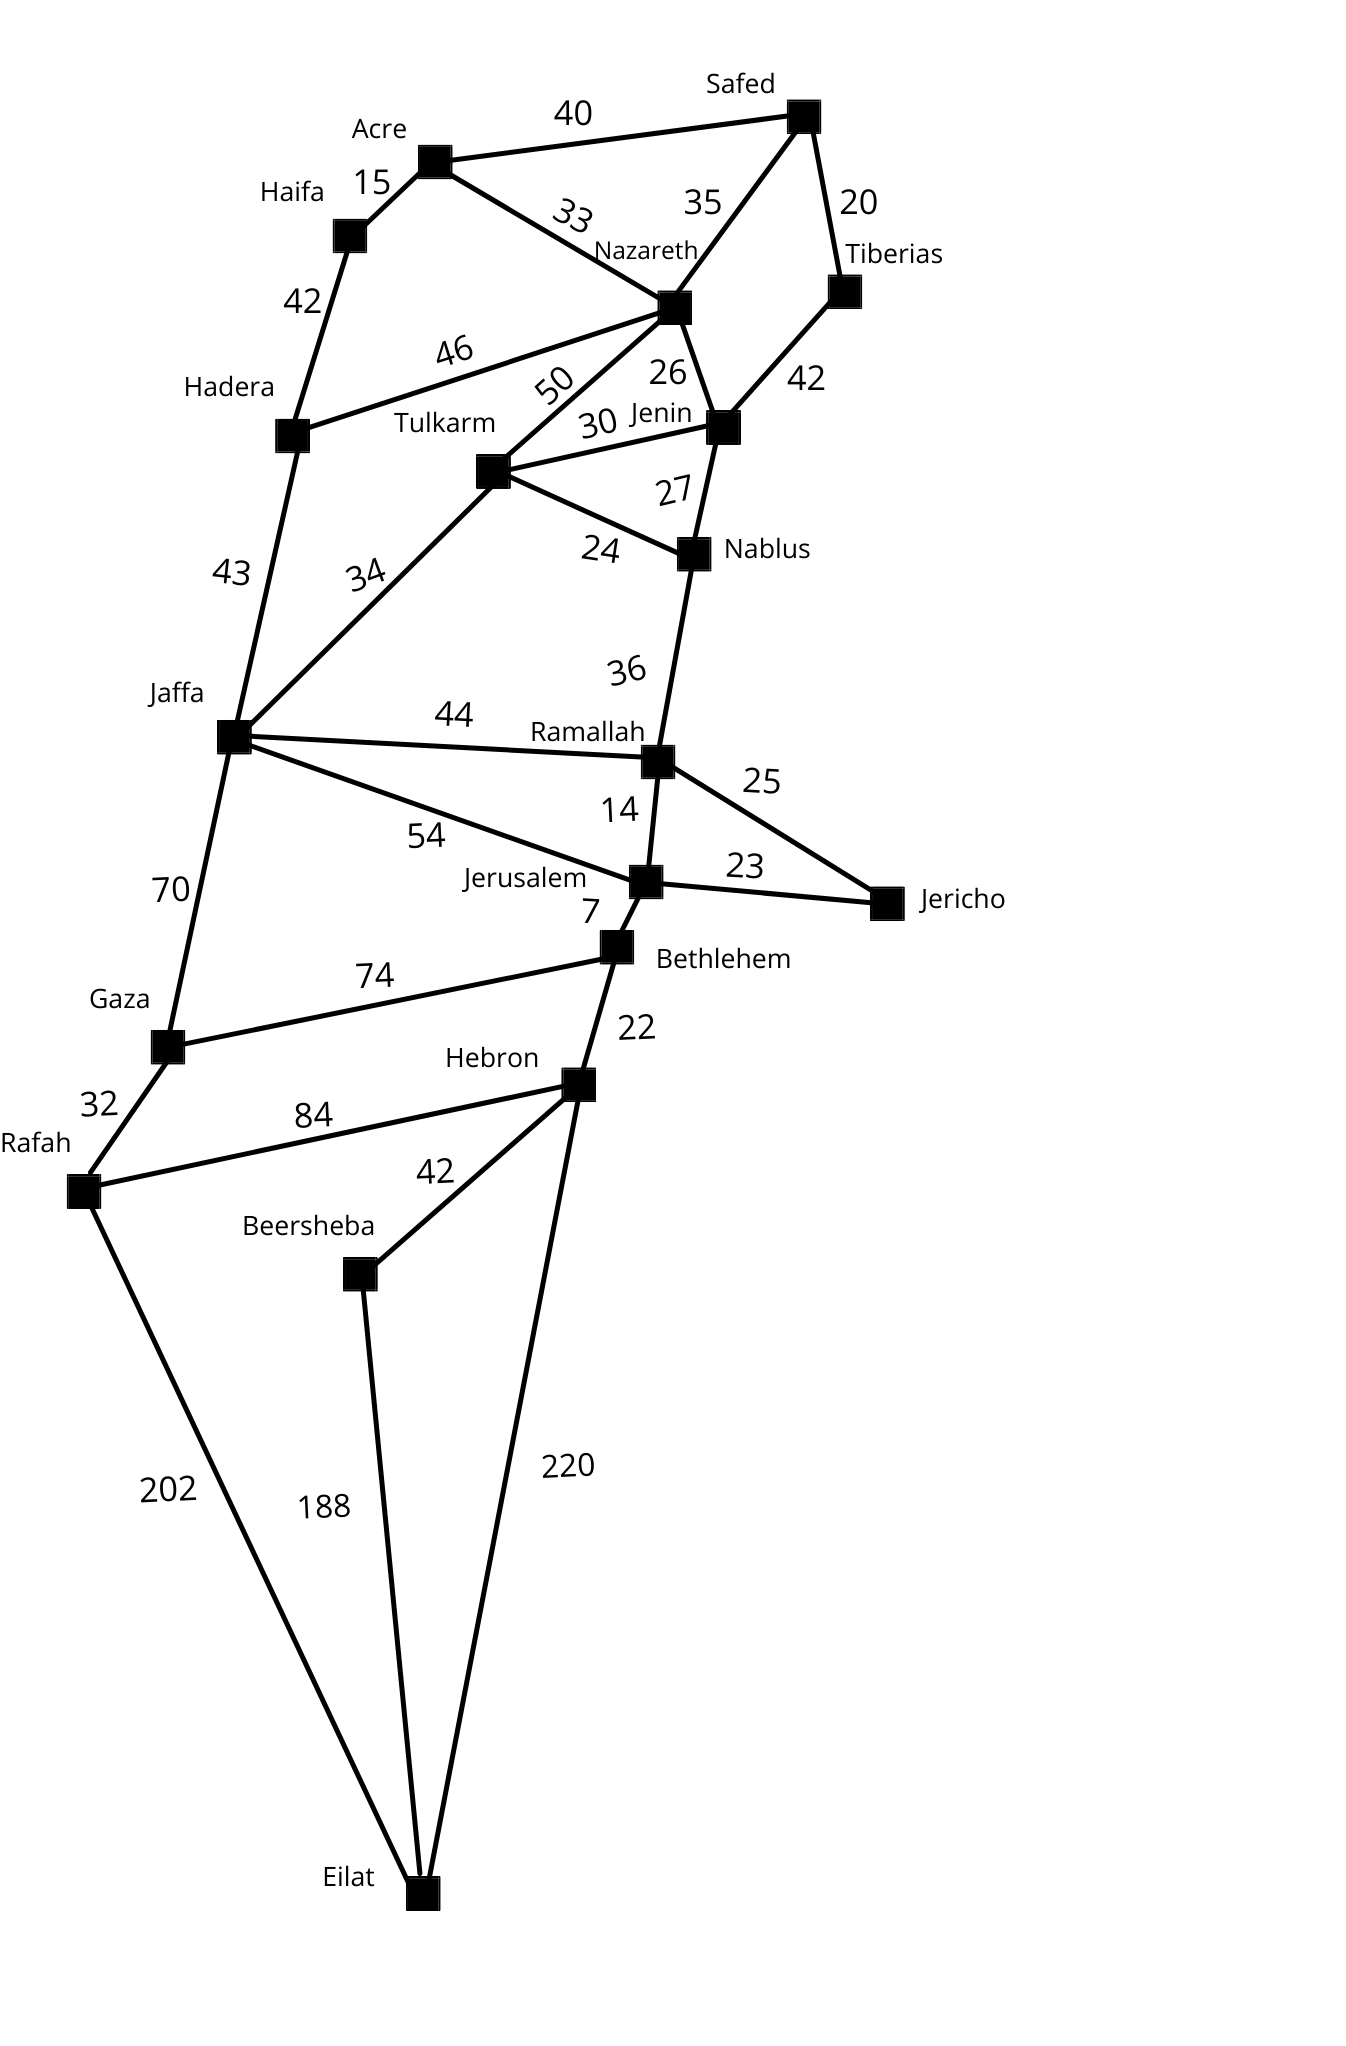 Safed
40
Acre
15
Haifa
35
20
33
Nazareth
Tiberias
42
46
50
26
42
Hadera
Tulkarm
30
Jenin
27
24
Nablus
43
34
36
Jaffa
44
Ramallah
25
14
54
23
Jerusalem
70
7
Jericho
Bethlehem
74
Gaza
22
Hebron
32
84
Rafah
42
Beersheba
220
202
188
Eilat